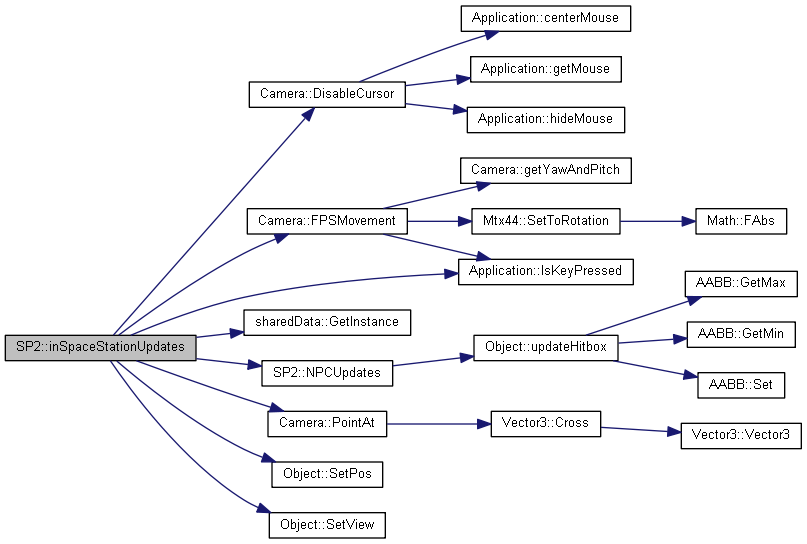 Application::centerMouse
Application::getMouse
Camera::DisableCursor
Application::hideMouse
Camera::getYawAndPitch
Camera::FPSMovement
Mtx44::SetToRotation
Math::FAbs
Application::IsKeyPressed
AABB::GetMax
sharedData::GetInstance
AABB::GetMin
SP2::inSpaceStationUpdates
Object::updateHitbox
SP2::NPCUpdates
AABB::Set
Camera::PointAt
Vector3::Cross
Vector3::Vector3
Object::SetPos
Object::SetView